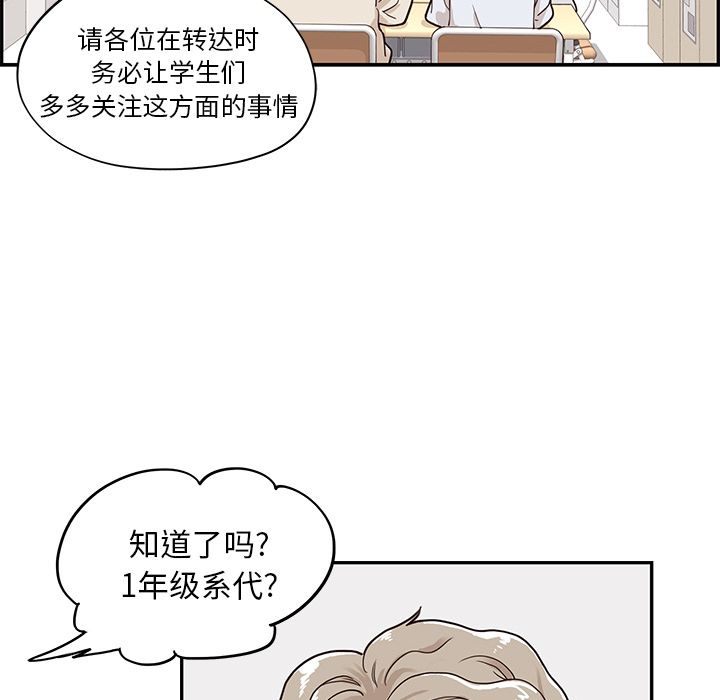 请各位在转达时
务必让学生们
多多关注这方面的事情
知道了吗?
1年级系代?